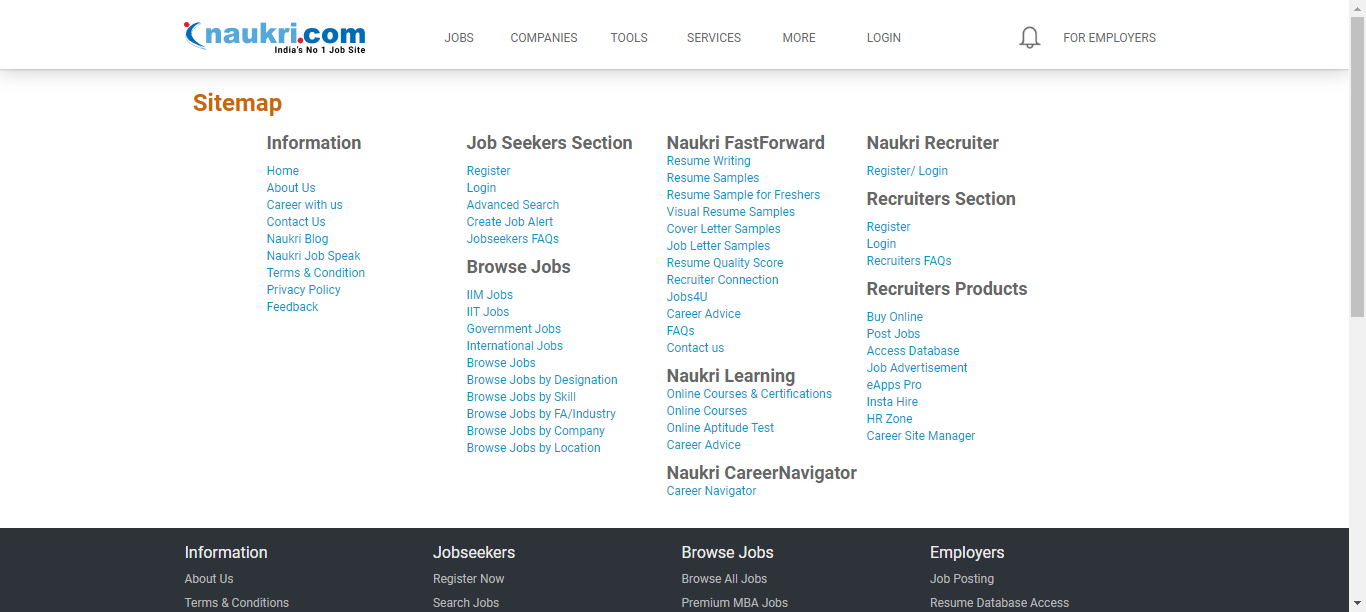 naukri.com
India's No 1 Job Site
JOBS COMPANIES TOOLS SERVICES MORE LOGIN FOR EMPLOYERS
Sitemap
Information
Home
About Us
Career with us
Contact Us
Naukri Blog
Naukri Job Speak
Terms & Condition
Privacy Policy
Feedback
Job Seekers Section
Register
Login
Advanced Search
Create Job Alert
Jobseekers FAQs
Browse Jobs
IIM Jobs
IIT Jobs
Government Jobs
International Jobs
Browse Jobs
Browse Jobs by Designation
Browse Jobs by Skill
Browse Jobs by FA/Industry
Browse Jobs by Company
Browse Jobs by Location
Naukri FastForward
Resume Writing
Resume Samples
Resume Sample for Freshers
Visual Resume Samples
Cover Letter Samples
Job Letter Samples
Resume Quality Score
Recruiter Connection
Jobs4U
Career Advice
FAQs
Contact us
Naukri Learning
Online Courses & Certifications
Online Courses
Online Aptitude Test
Career Advice
Naukri CareerNavigator
Career Navigator
Naukri Recruiter
Register/ Login
Recruiters Section
Register
Login
Recruiters FAQs
Recruiters Products
Buy Online
Post Jobs
Access Database
Job Advertisement
eApps Pro
Insta Hire
HR Zone
Career Site Manager
Information
About Us
Terms & Conditions
Jobseekers
Register Now
Search Jobs
Browse Jobs
Browse All Jobs
Premium MBA Jobs
Employers
Job Posting
Resume Database Access